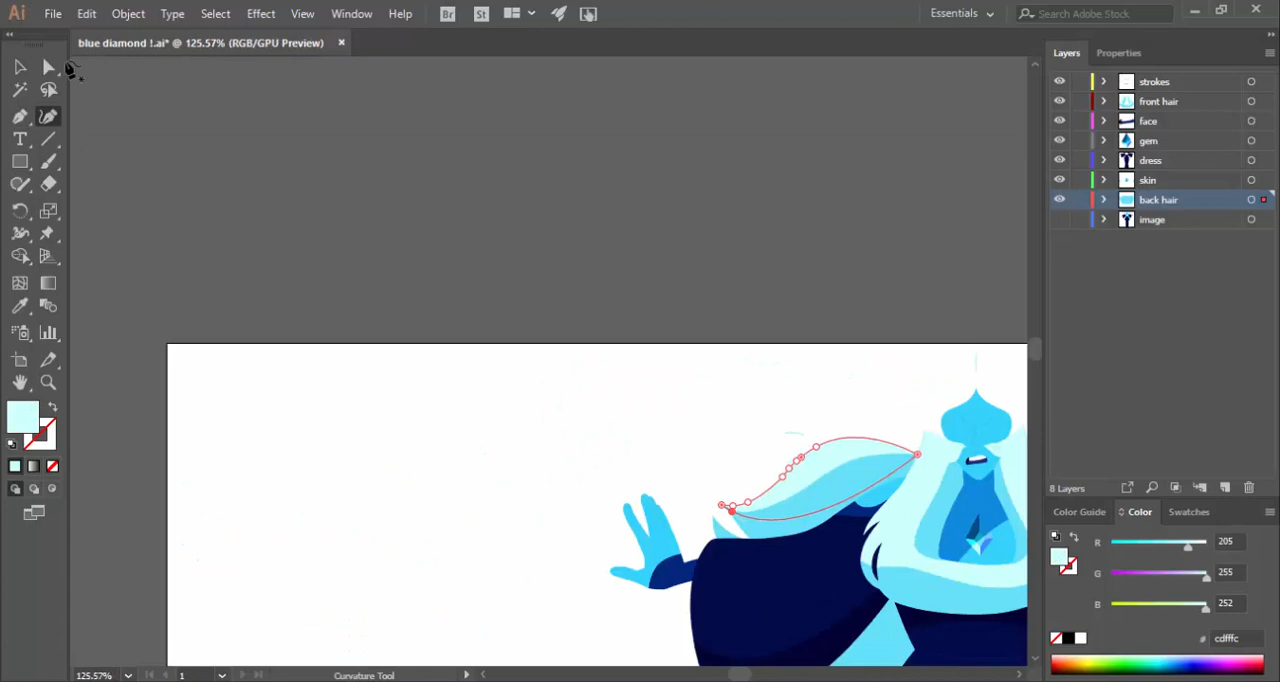 Ai File Edit Object Type Select Effect View Window Help Br St Essentials Search Adobe Stock
blue diamond !.ai* @ 125.57% (RGB/GPU Preview)
Layers Properties
strokes
front hair
face
gem
dress
skin
back hair
image
8 Layers
Color Guide Color Swatches
R 205
G 255
B 252
# cdfffc
125.57% 1 Curvature Tool